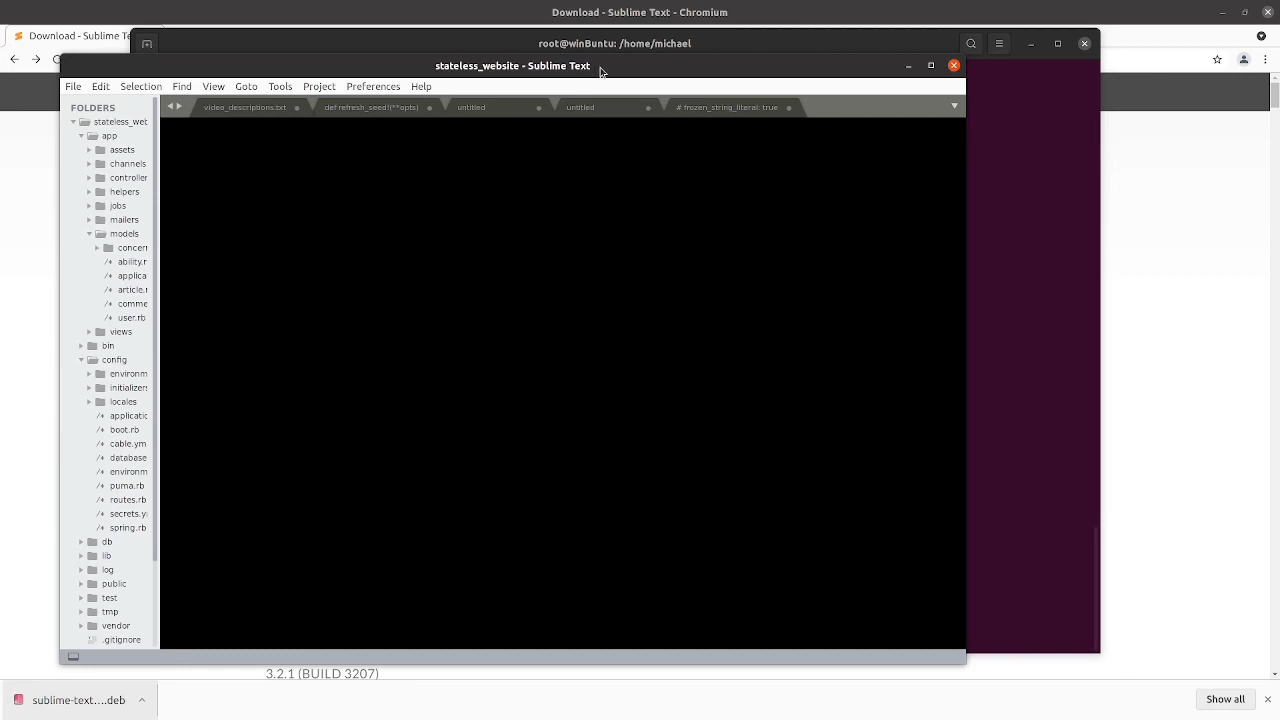 Download - Sublime Text - Chromium
Download - Sublime Te
root@winBuntu: /home/michael
stateless_website - Sublime Text
File Edit Selection Find View Goto Tools Project Preferences Help
FOLDERS
video_descriptions.txt
def refresh_seed!(**opts)
untitled
untitled
# frozen_string_literal: true
stateless_web
app
assets
channels
controller
helpers
jobs
mailers
models
concern
ability.r
applica
article.r
comme
user.rb
views
bin
config
environm
initializers
locales
applicatio
boot.rb
cable.ym
database
environm
puma.rb
routes.rb
secrets.y
spring.rb
db
lib
log
public
test
tmp
vendor
.gitignore
3.2.1 (BUILD 3207)
sublime-text....deb
Show all